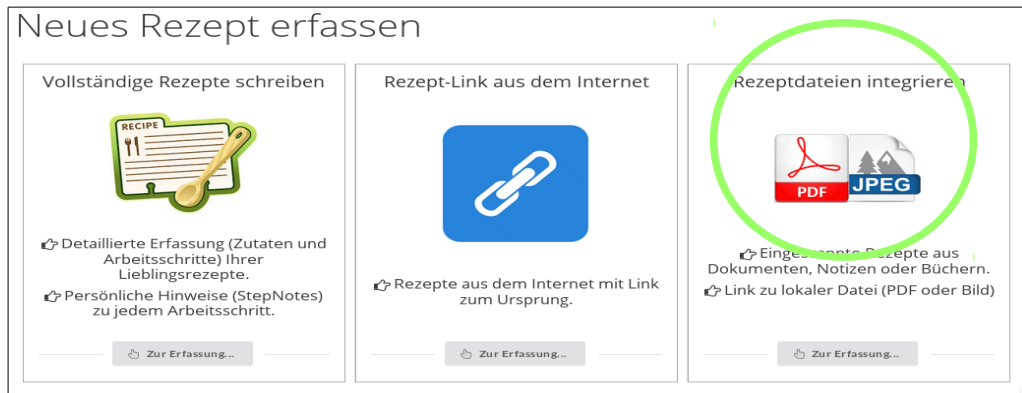 Neues Rezept erfassen
Vollständige Rezepte schreiben
RECIPE
Detaillierte Erfassung (Zutaten und
Arbeitsschritte) Ihrer
Lieblingsrezepte.
Persönliche Hinweise (StepNotes)
zu jedem Arbeitsschritt.
Zur Erfassung...
Rezept-Link aus dem Internet
Rezepte aus dem Internet mit Link
zum Ursprung.
Zur Erfassung...
Rezeptdateien integrieren
PDF
JPEG
Eingescannte Rezepte aus
Dokumenten, Notizen oder Büchern.
Link zu lokaler Datei (PDF oder Bild)
Zur Erfassung...